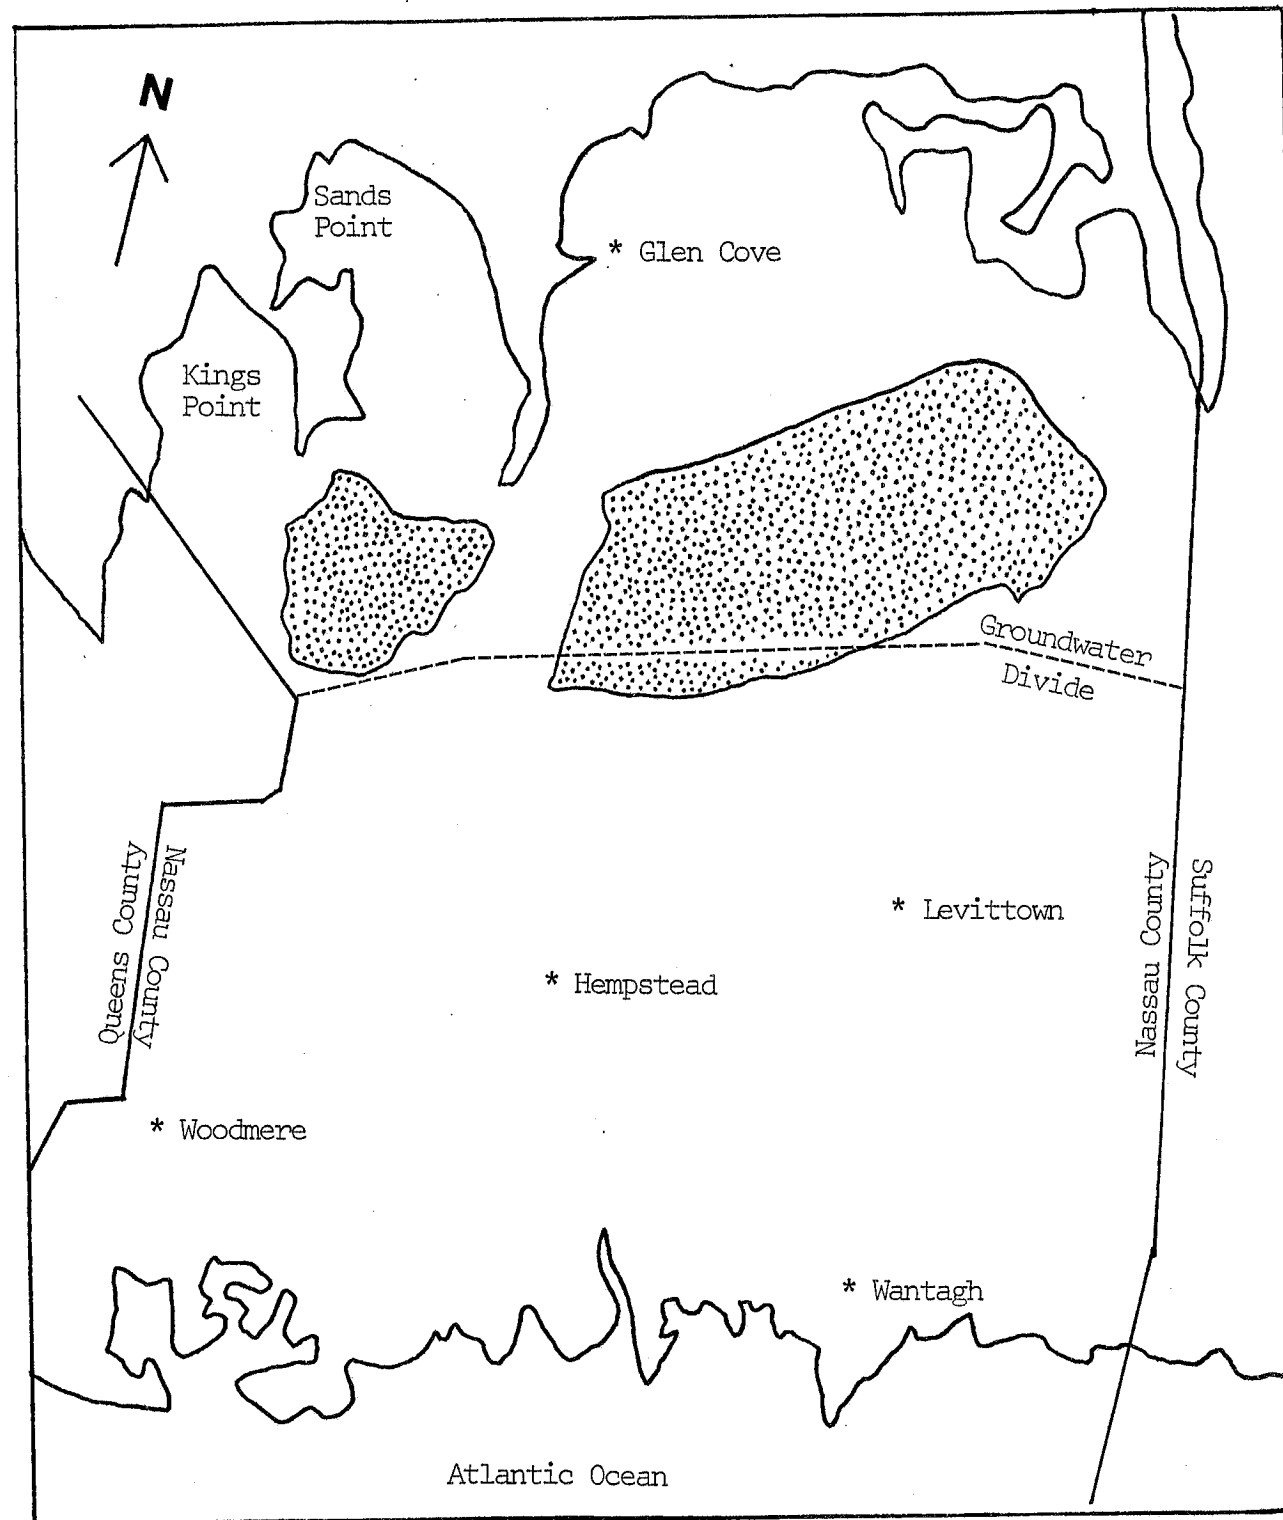 N
Sands
Point
* Glen Cove
Kings
Point
Groundwater
Divide
Queens County
Nassau County
* Levittown
Nassau County
Suffolk County
* Hempstead
* Woodmere
* Wantagh
Atlantic Ocean